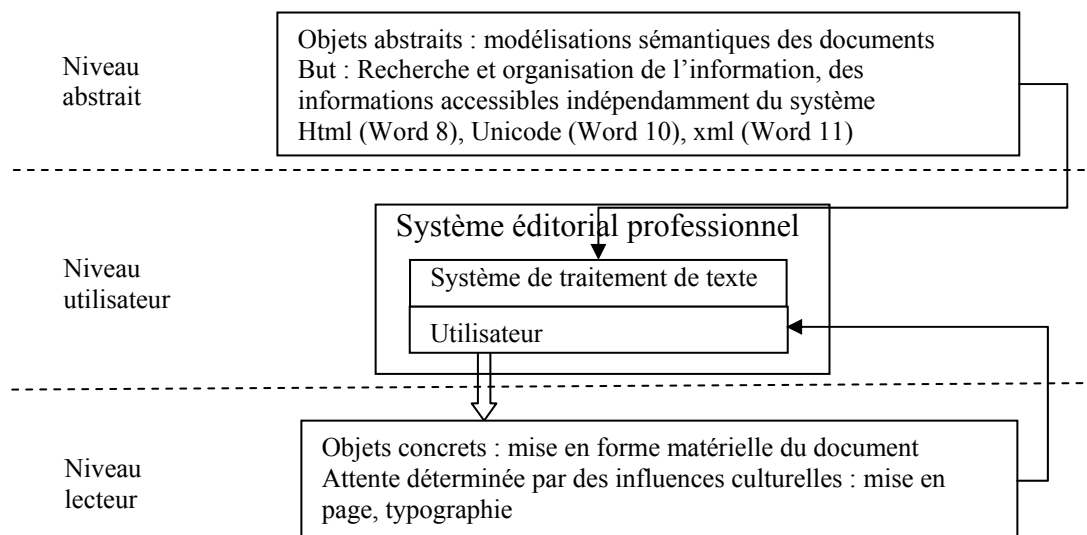 Niveau
abstrait
Objets abstraits : modélisations sémantiques des documents
But : Recherche et organisation de l’information, des
informations accessibles indépendamment du système
Html (Word 8), Unicode (Word 10), xml (Word 11)
Niveau
utilisateur
Système éditorial professionnel
Système de traitement de texte
Utilisateur
Niveau
lecteur
Objets concrets : mise en forme matérielle du document
Attente déterminée par des influences culturelles : mise en
page, typographie